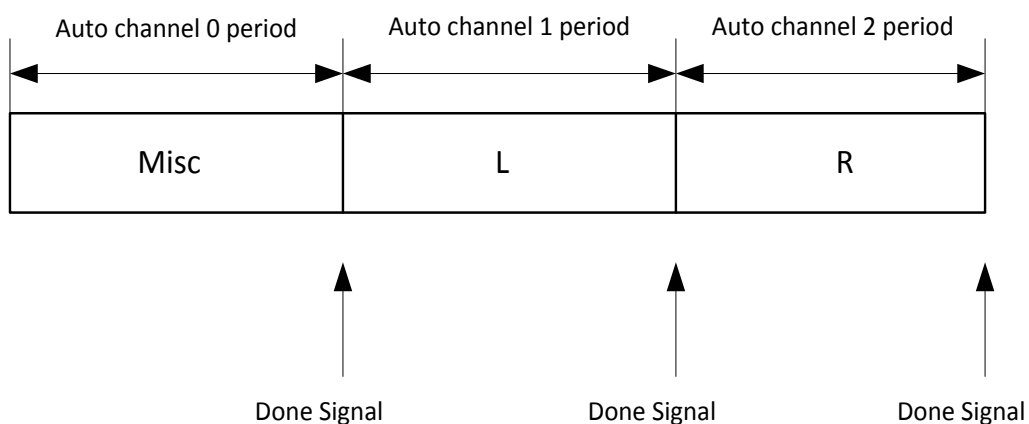 Auto channel 0 period
Auto channel 1 period
Auto channel 2 period
Misc
L
R
Done Signal
Done Signal
Done Signal